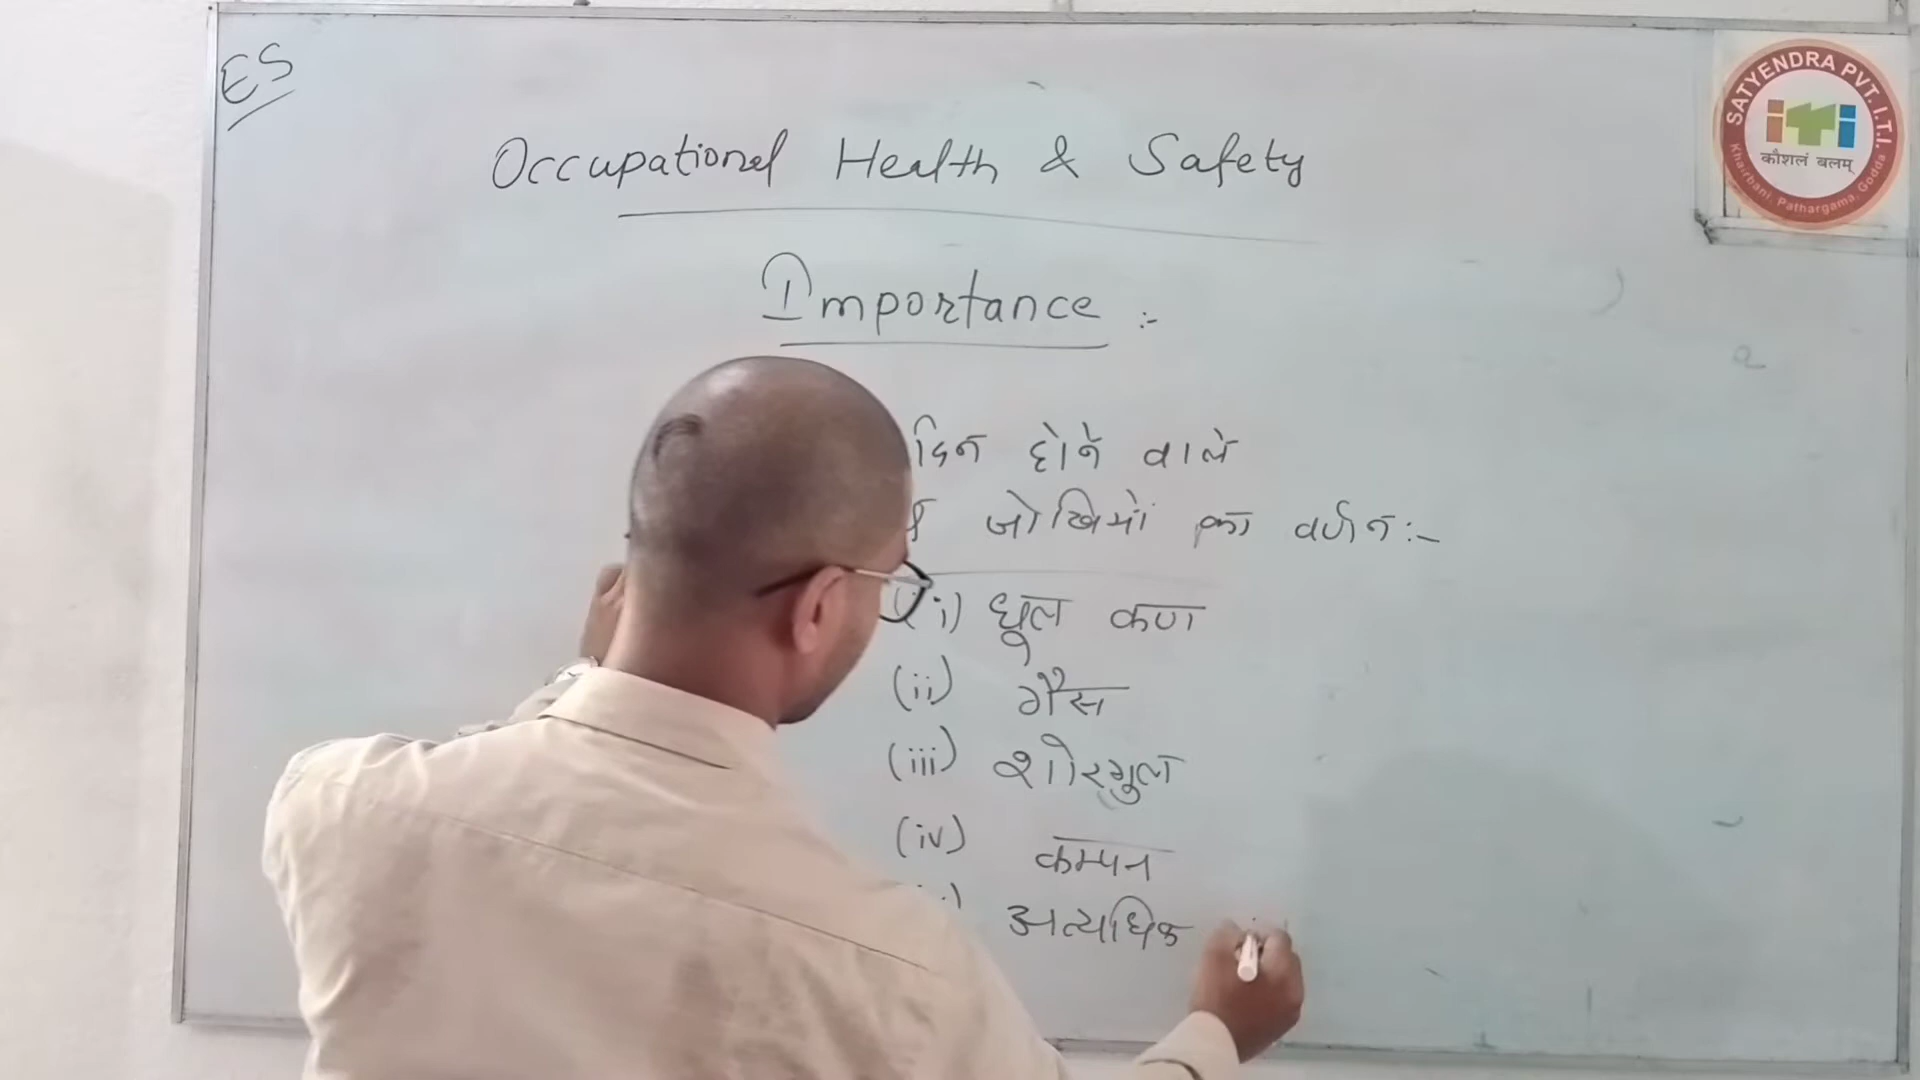 ES
Occupational Health & Safety
Importance :-
दिन होने वाले
जोखिमों का वर्णन:-
(i) धूल कण
(ii) गैस
(iii) शोरगुल
(iv) कम्पन
अत्यधिक
SATYENDRA PVT. I.T.I.
iTi
कौशलं बलम्
Khairbani, Pathargama, Godda